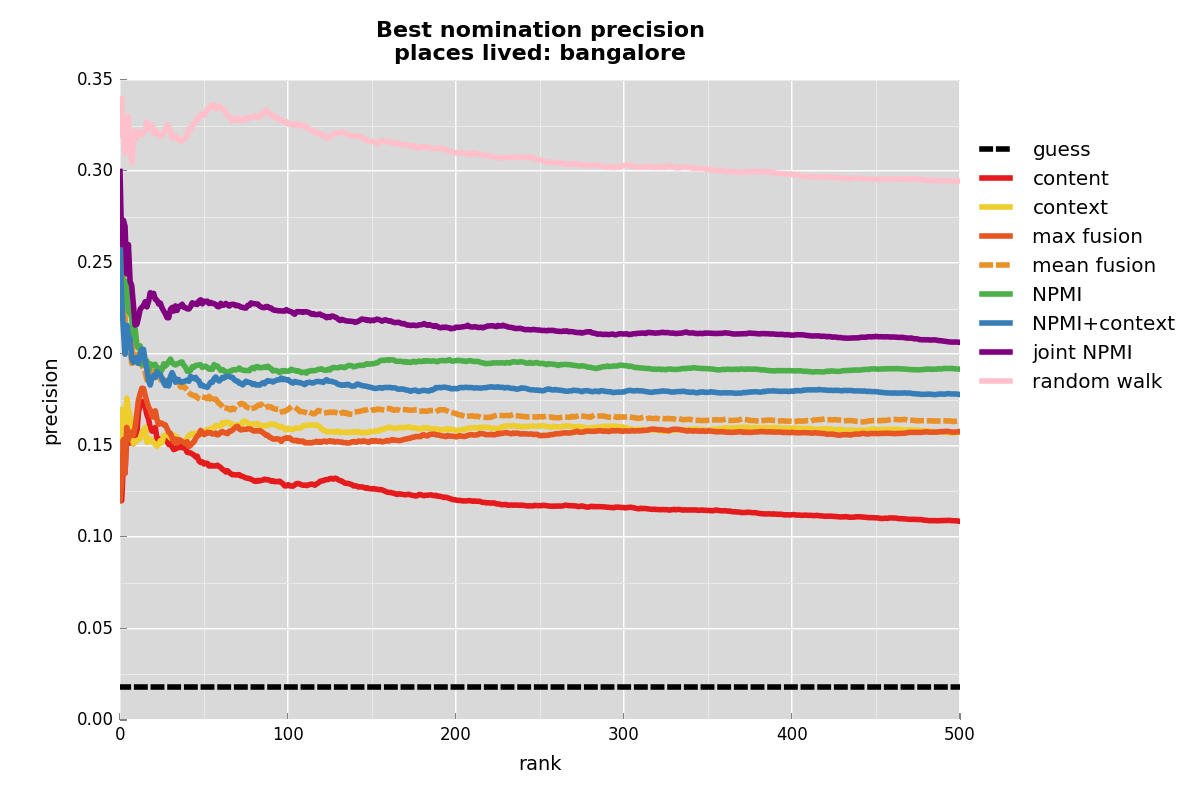 Best nomination precision
places lived: bangalore
precision
0.35
0.30
0.25
0.20
0.15
0.10
0.05
0.00
0
100
200
300
400
500
rank
guess
content
context
max fusion
mean fusion
NPMI
NPMI+context
joint NPMI
random walk